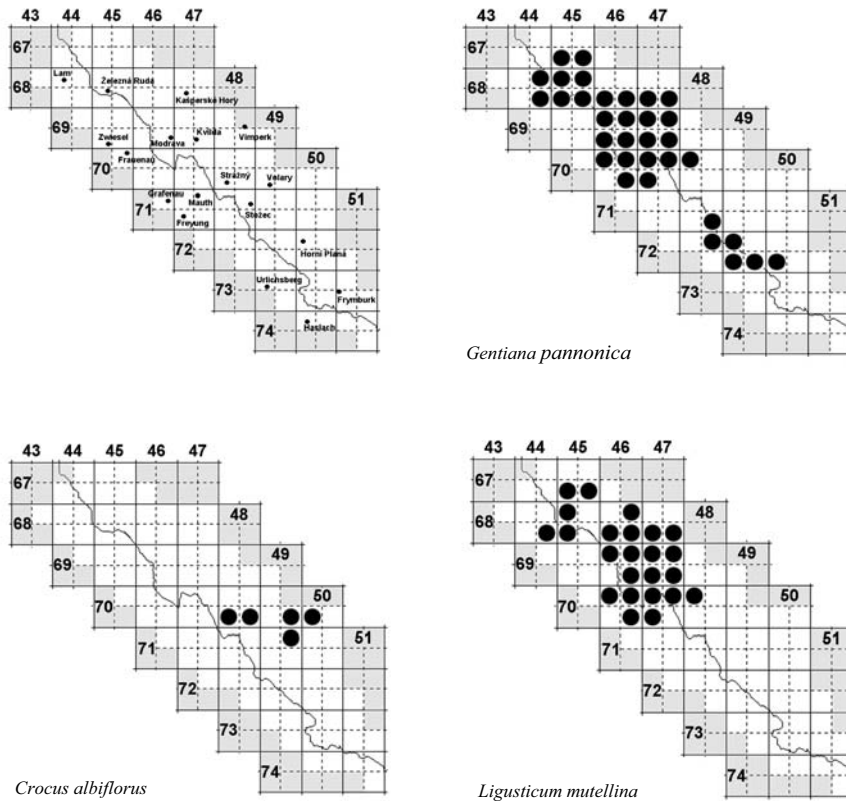 43 44 45 46 47
67
68
48
Lam
Železná Ruda
Kašperské Hory
69
49
Zwiesel
Modrava
Kvilda
Vimperk
70
50
Frauenau
Strážný
Volary
71
51
Grafenau
Mauth
Stožec
Freyung
72
Horní Planá
73
Urlichsberg
Frymburk
74
Haslach
43 44 45 46 47
67
68
48
69
49
70
50
71
51
72
73
74
Gentiana pannonica
43 44 45 46 47
67
68
48
69
49
70
50
71
51
72
73
74
Crocus albiflorus
43 44 45 46 47
67
68
48
69
49
70
50
71
51
72
73
74
Ligusticum mutellina